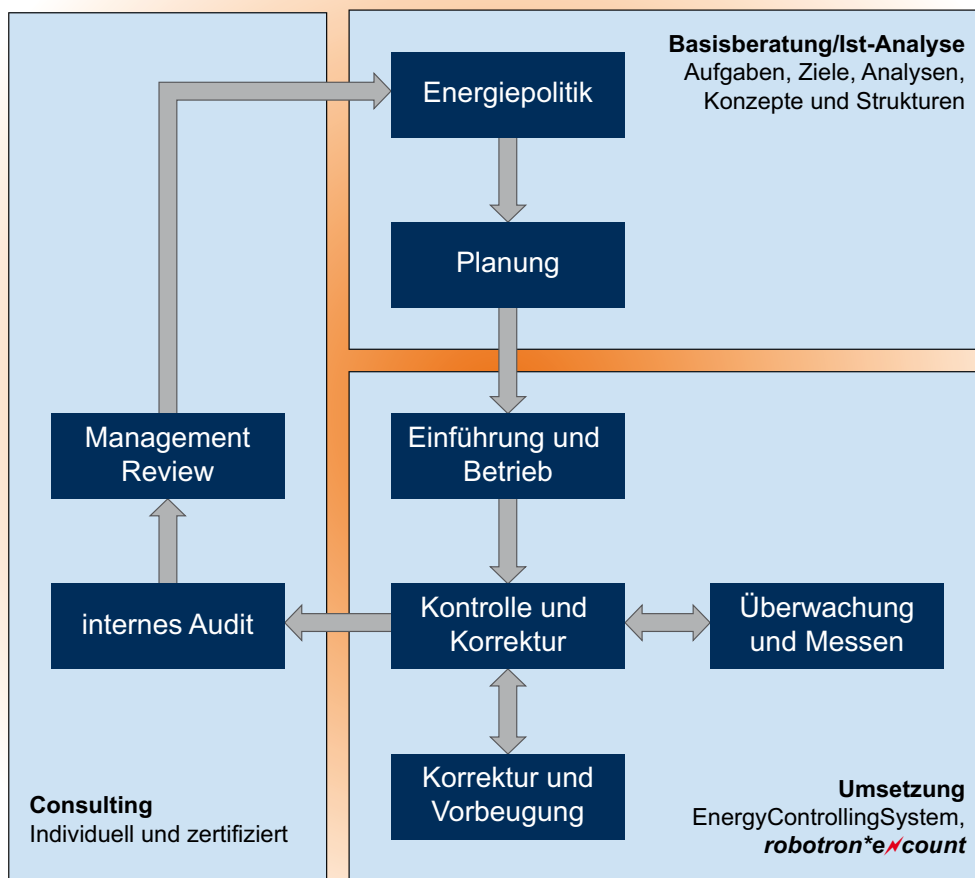 Basisberatung/Ist-Analyse
Aufgaben, Ziele, Analysen,
Konzepte und Strukturen
Energiepolitik
Planung
Einführung und
Betrieb
Management
Review
Kontrolle und
Korrektur
Überwachung
und Messen
internes Audit
Korrektur und
Vorbeugung
Consulting
Individuell und zertifiziert
Umsetzung
EnergyControllingSystem,
robotron*e count